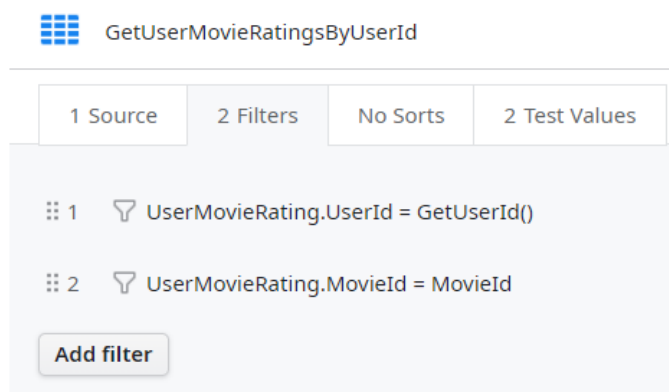 GetUserMovieRatingsByUserId
1 Source 2 Filters No Sorts 2 Test Values
1 UserMovieRating.UserId = GetUserId()
2 UserMovieRating.MovieId = MovieId
Add filter